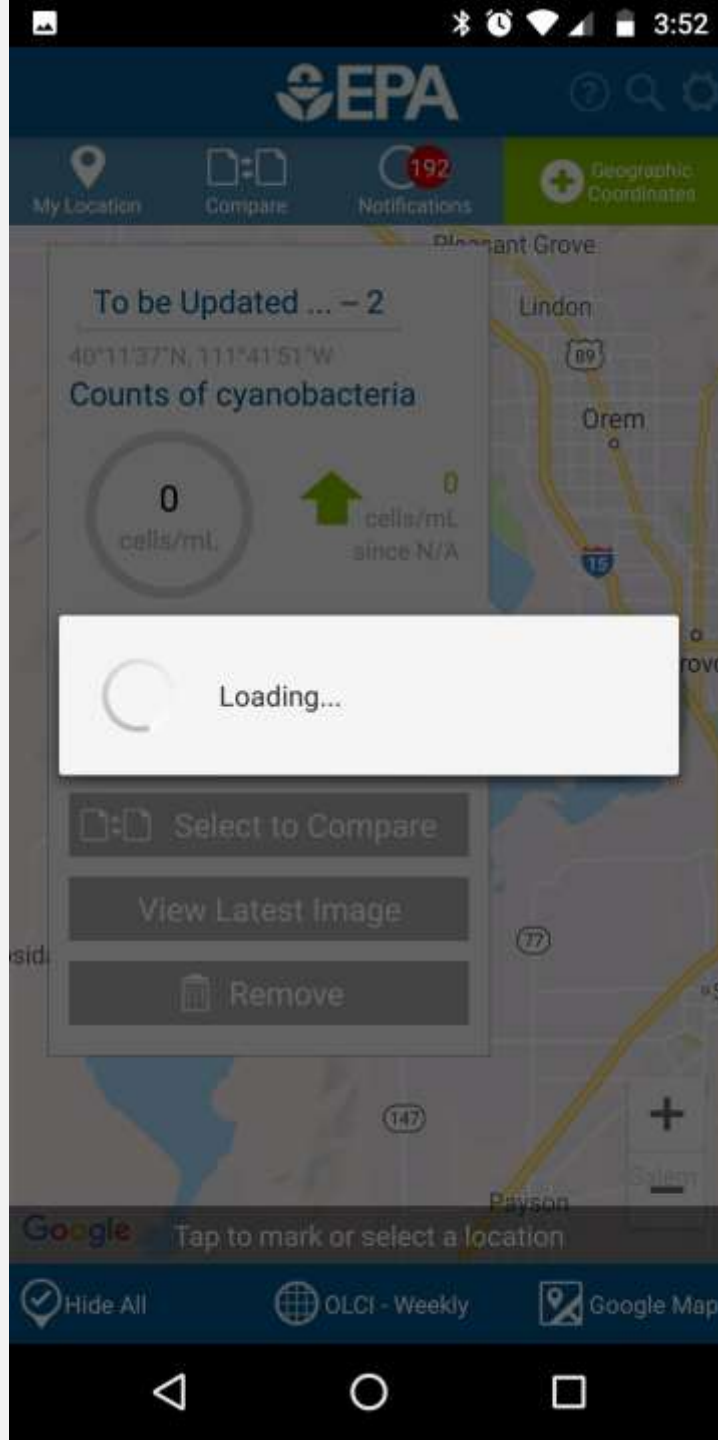 3:52
EPA
My Location
Compare
192
Notifications
Geographic
Coordinates
Pleasant Grove
To be Updated ... – 2
Lindon
40°11'37"N, 111°41'51"W
89
Counts of cyanobacteria
Orem
0
cells/mL
0
cells/mL
since N/A
15
Loading...
Select to Compare
View Latest Image
77
Remove
147
+
Salem
−
Payson
Google
Tap to mark or select a location
Hide All
OLCI - Weekly
Google Map